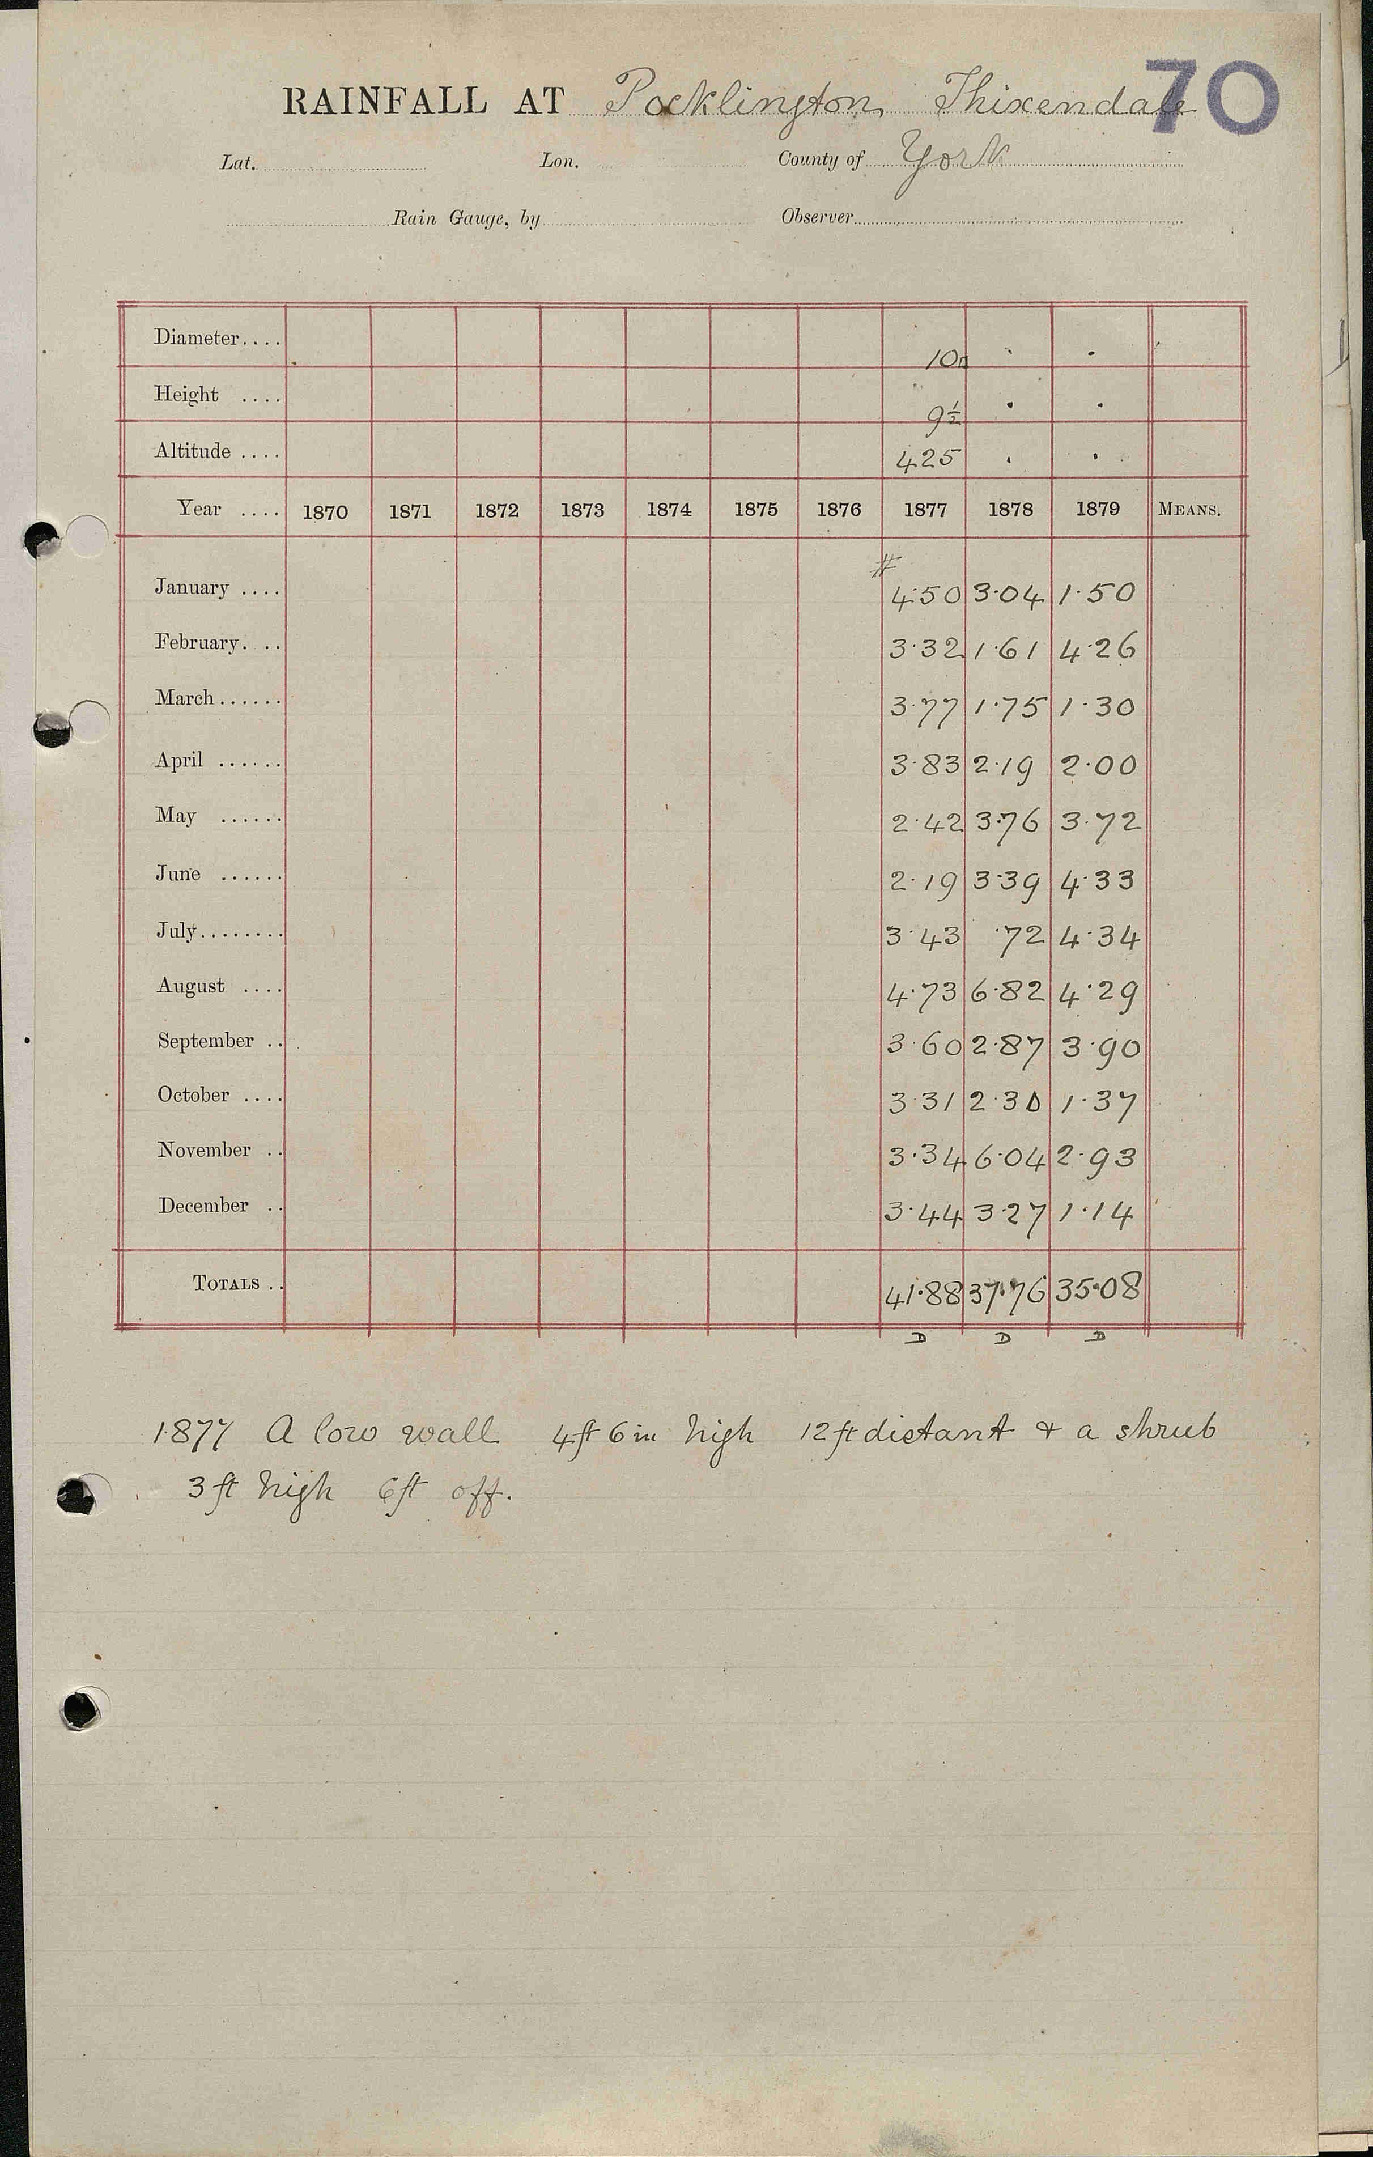 70
RAINFALL AT Pocklington, Thixendale
Lat. Lon. County of York
Rain Gauge, by Observer
Diameter.... 10n . .
Height .... 9½ . .
Altitude .... 425 . .
Year .... 1870 1871 1872 1873 1874 1875 1876 1877 1878 1879 MEANS.
#
January .... 4.50 3.04 1.50
February. . .. 3.32 1.61 4.26
March...... 3.77 1.75 1.30
April ...... 3.83 2.19 2.00
May ...... 2.42 3.76 3.72
June ...... 2.19 3.39 4.33
July........ 3.43 .72 4.34
August .... 4.73 6.82 4.29
September .. 3.60 2.87 3.90
October .... 3.31 2.30 1.37
November .. 3.34 6.04 2.93
December .. 3.44 3.27 1.14
TOTALS .. 41.88 37.76 35.08
D D D
1877 A low wall 4ft 6in high 12ft distant & a shrub
3ft high 6ft off.